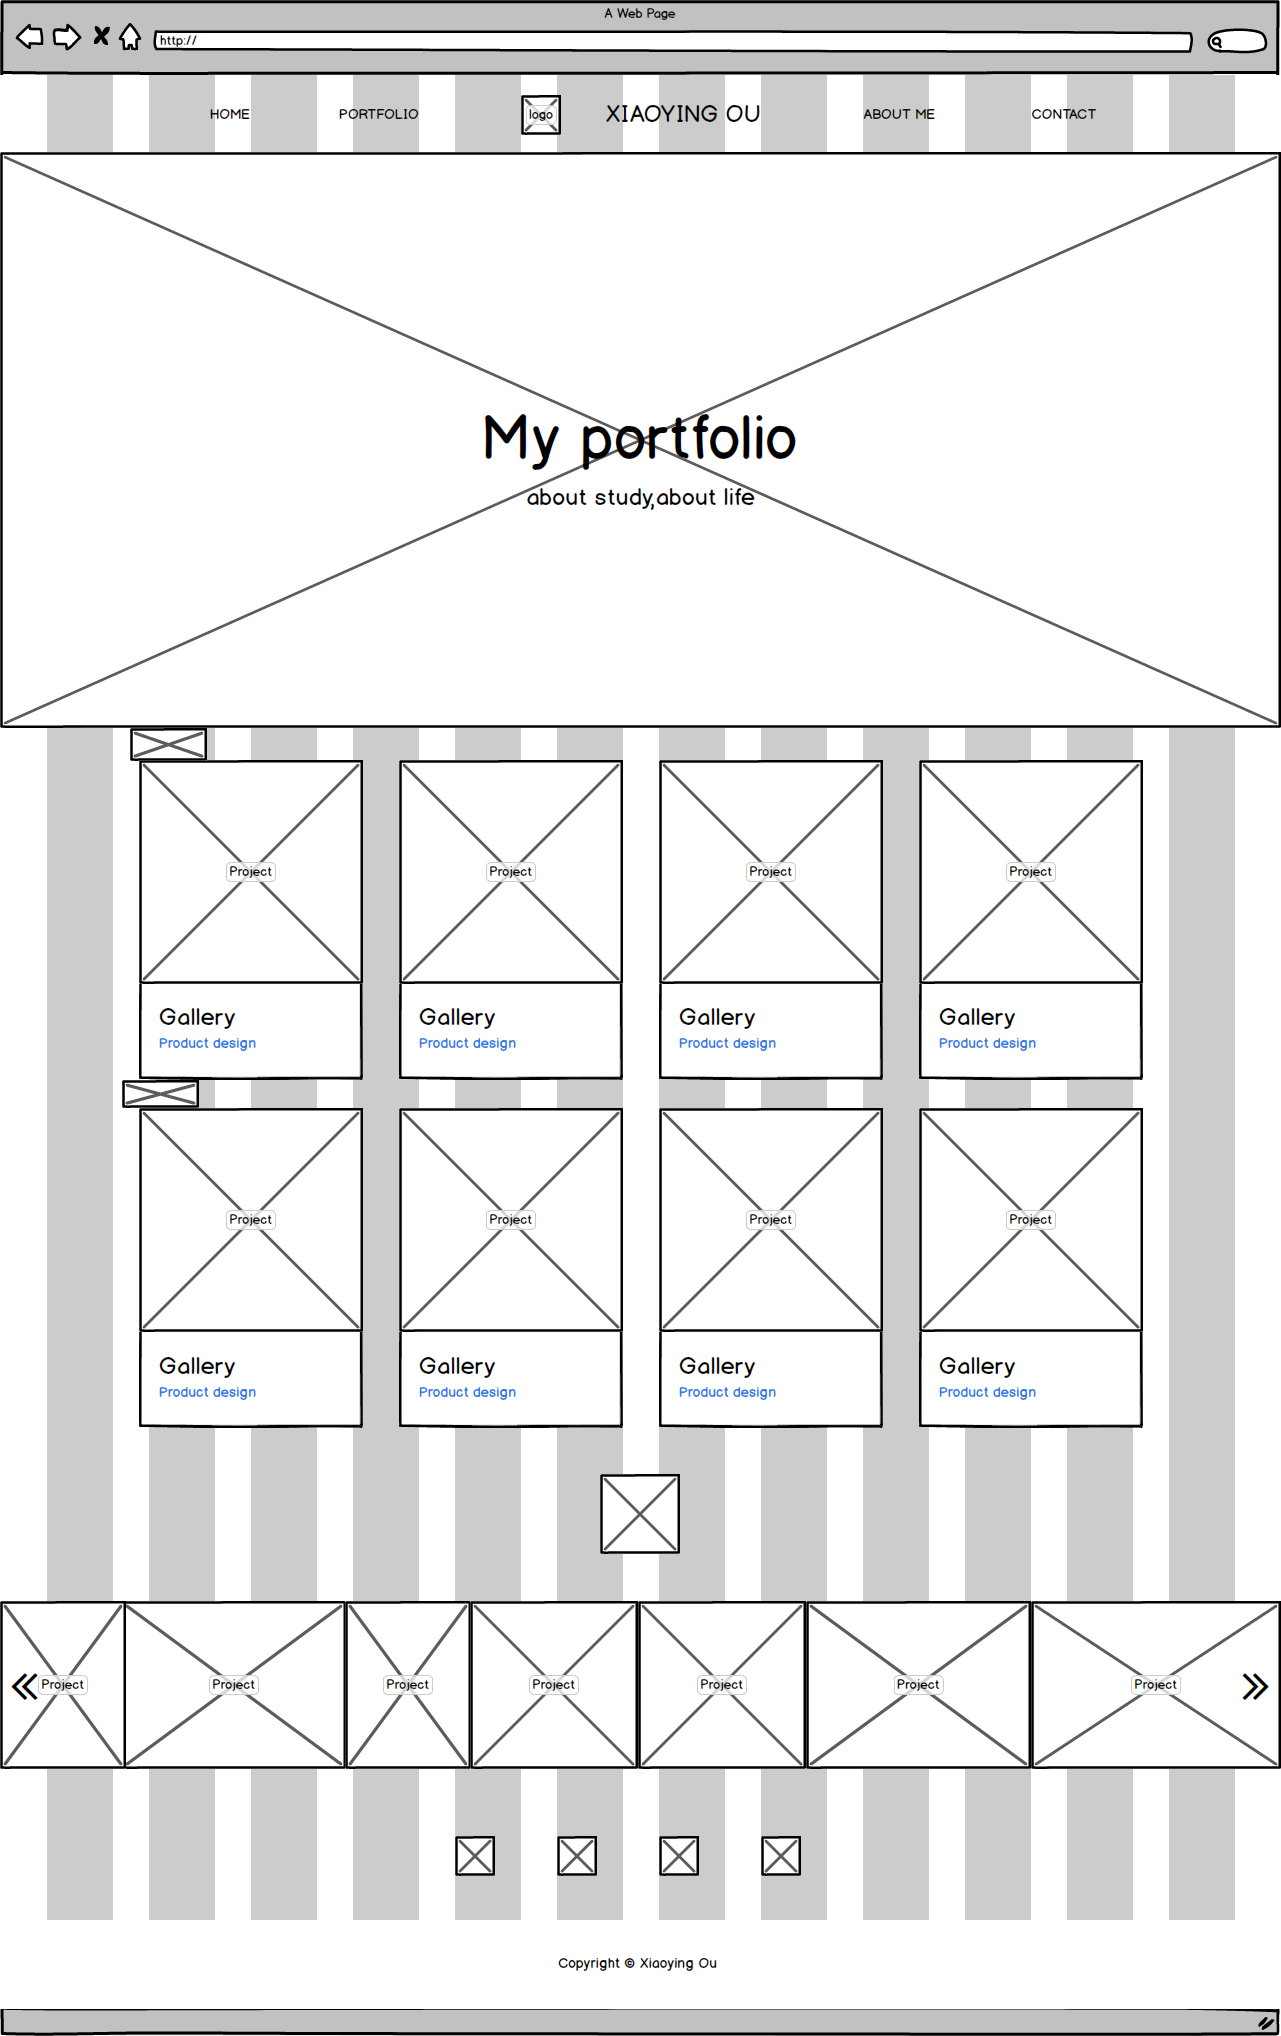 A Web Page
http://
HOME PORTFOLIO logo XIAOYING OU ABOUT ME CONTACT
My portfolio
about study,about life
Project Project Project Project
Gallery Gallery Gallery Gallery
Product design Product design Product design Product design
Project Project Project Project
Gallery Gallery Gallery Gallery
Product design Product design Product design Product design
Project Project Project Project Project Project Project
Copyright © Xiaoying Ou